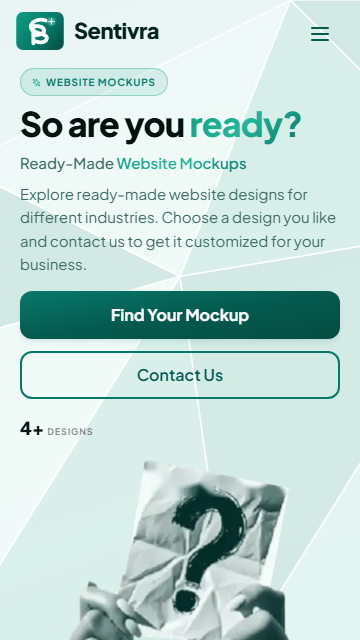 Sentivra
WEBSITE MOCKUPS
So are you ready?
Ready-Made Website Mockups
Explore ready-made website designs for
different industries. Choose a design you like
and contact us to get it customized for your
business.
Find Your Mockup
Contact Us
4+ DESIGNS
?